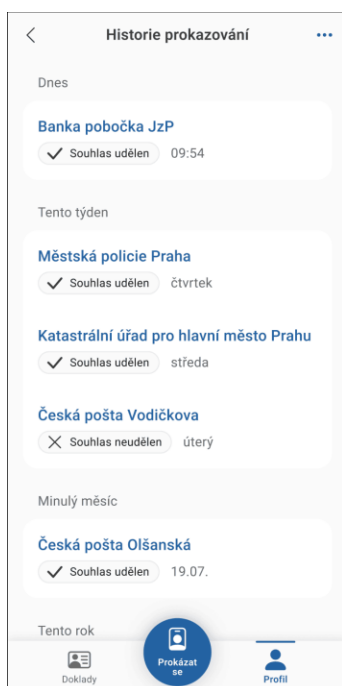 Historie prokazování
Dnes
Banka pobočka JzP
Souhlas udělen 09:54
Tento týden
Městská policie Praha
Souhlas udělen čtvrtek
Katastrální úřad pro hlavní město Prahu
Souhlas udělen středa
Česká pošta Vodičkova
Souhlas neudělen úterý
Minulý měsíc
Česká pošta Olšanská
Souhlas udělen 19.07.
Tento rok
Doklady
Prokázat
se
Profil